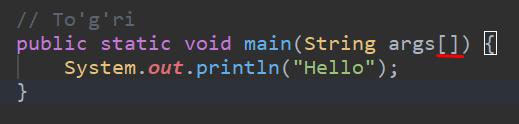 // To'g'ri
public static void main(String args[]) {
    System.out.println("Hello");
}